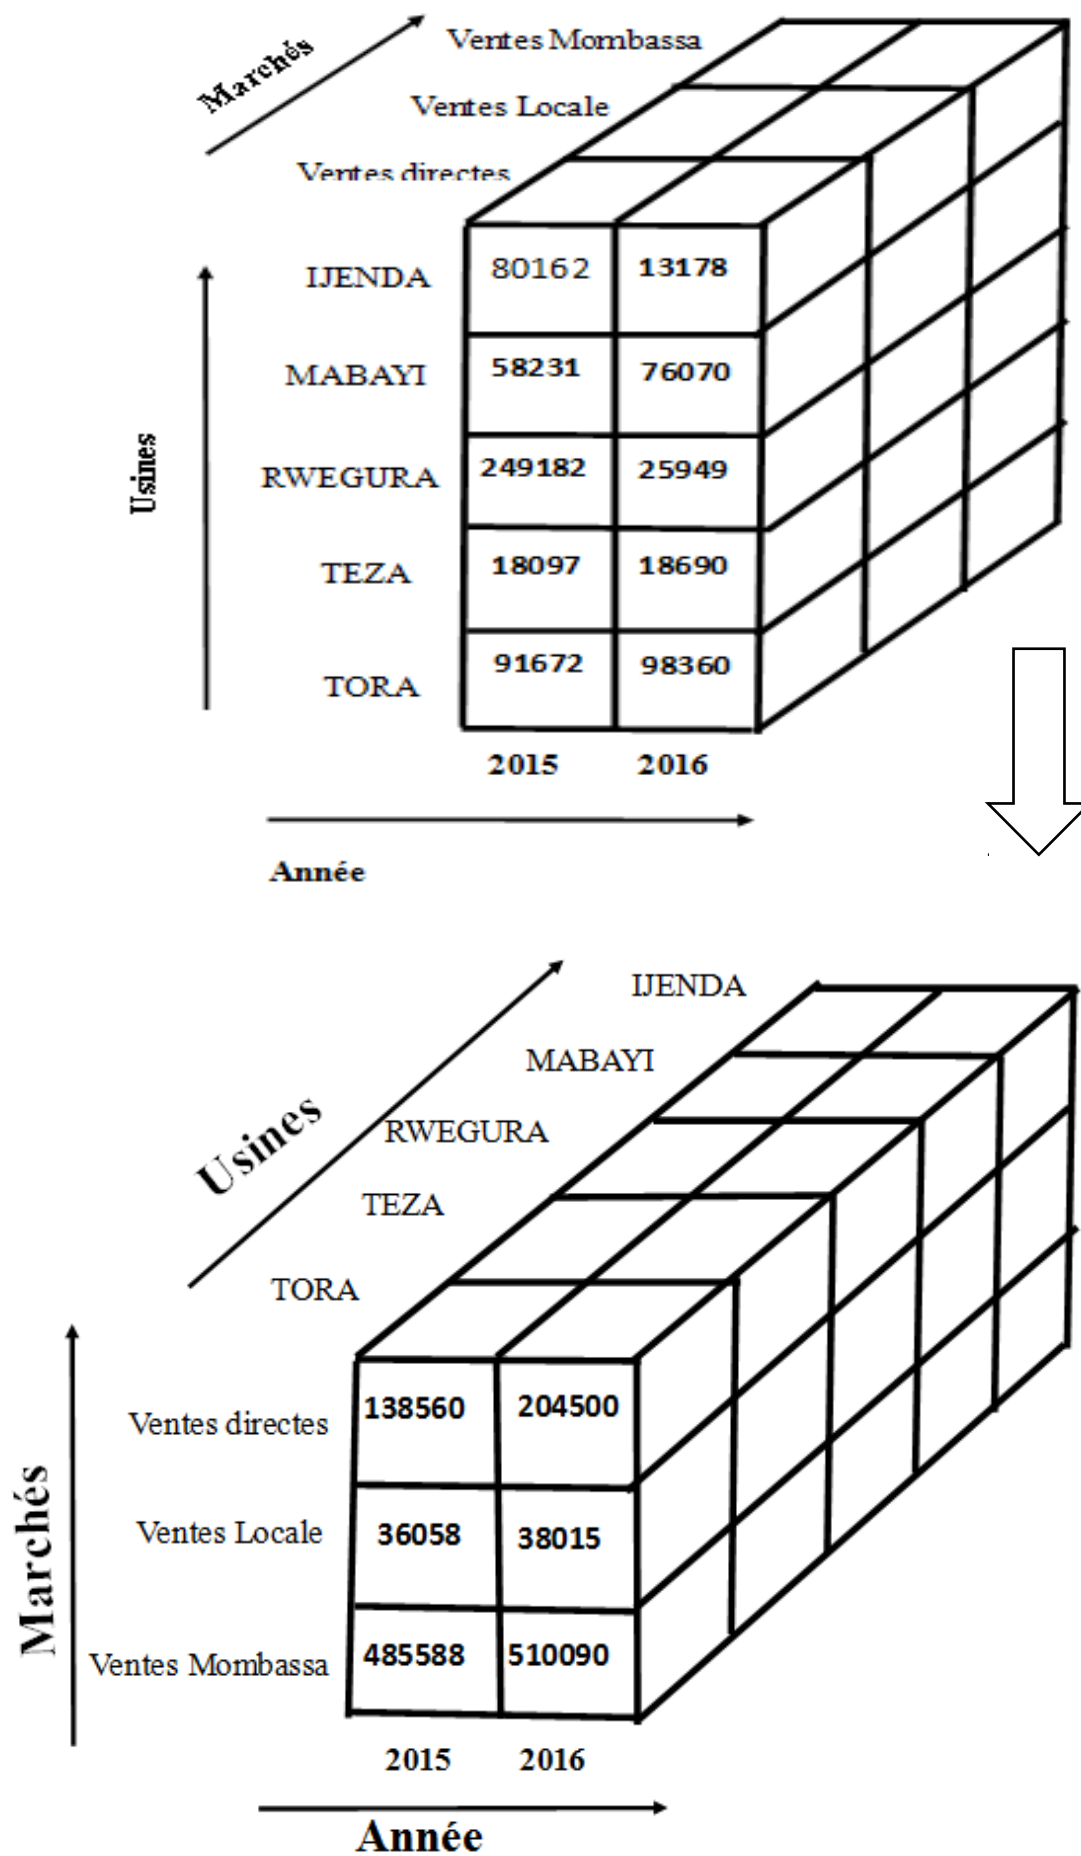 Marchés
Ventes Mombassa
Ventes Locale
Ventes directes
IJENDA 80162 13178
MABAYI 58231 76070
Usines
RWEGURA 249182 25949
TEZA 18097 18690
TORA 91672 98360
2015 2016
Année
IJENDA
MABAYI
Usines
RWEGURA
TEZA
TORA
Ventes directes 138560 204500
Marchés
Ventes Locale 36058 38015
Ventes Mombassa 485588 510090
2015 2016
Année